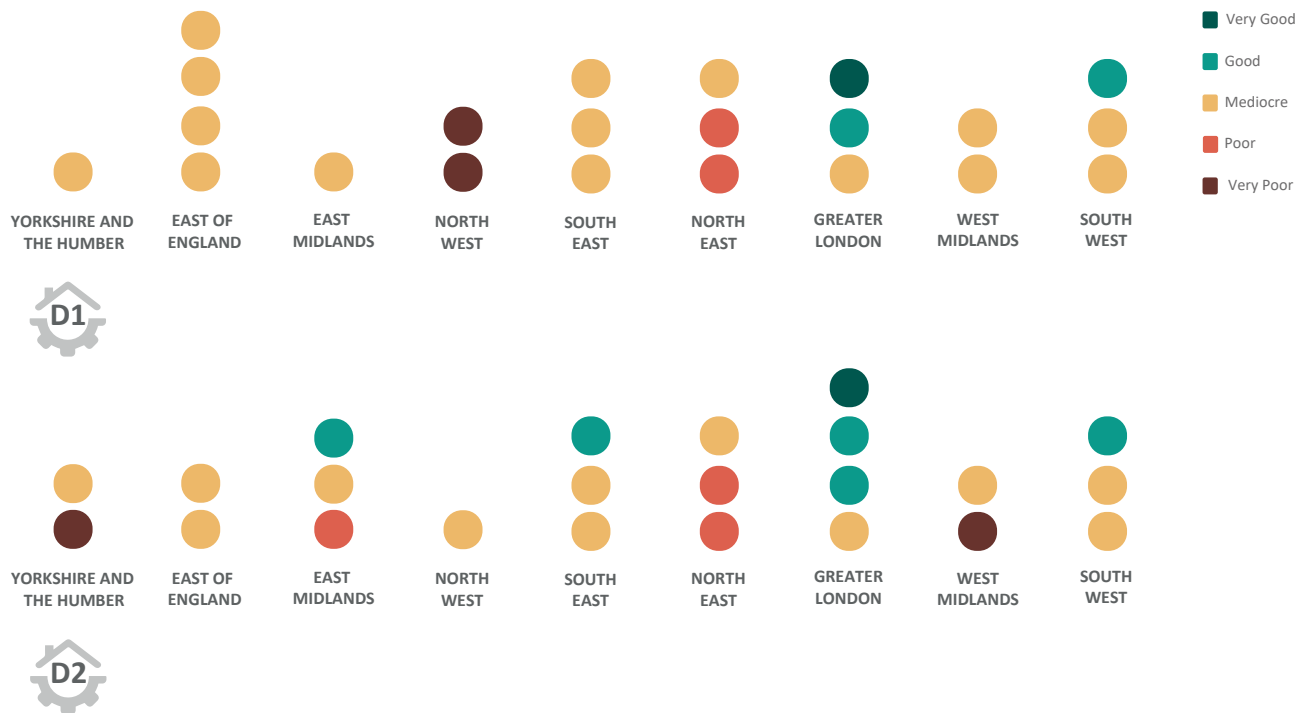 Very Good
Good
Mediocre
Poor
Very Poor
YORKSHIRE AND
THE HUMBER
EAST OF
ENGLAND
EAST
MIDLANDS
NORTH
WEST
SOUTH
EAST
NORTH
EAST
GREATER
LONDON
WEST
MIDLANDS
SOUTH
WEST
D1
YORKSHIRE AND
THE HUMBER
EAST OF
ENGLAND
EAST
MIDLANDS
NORTH
WEST
SOUTH
EAST
NORTH
EAST
GREATER
LONDON
WEST
MIDLANDS
SOUTH
WEST
D2